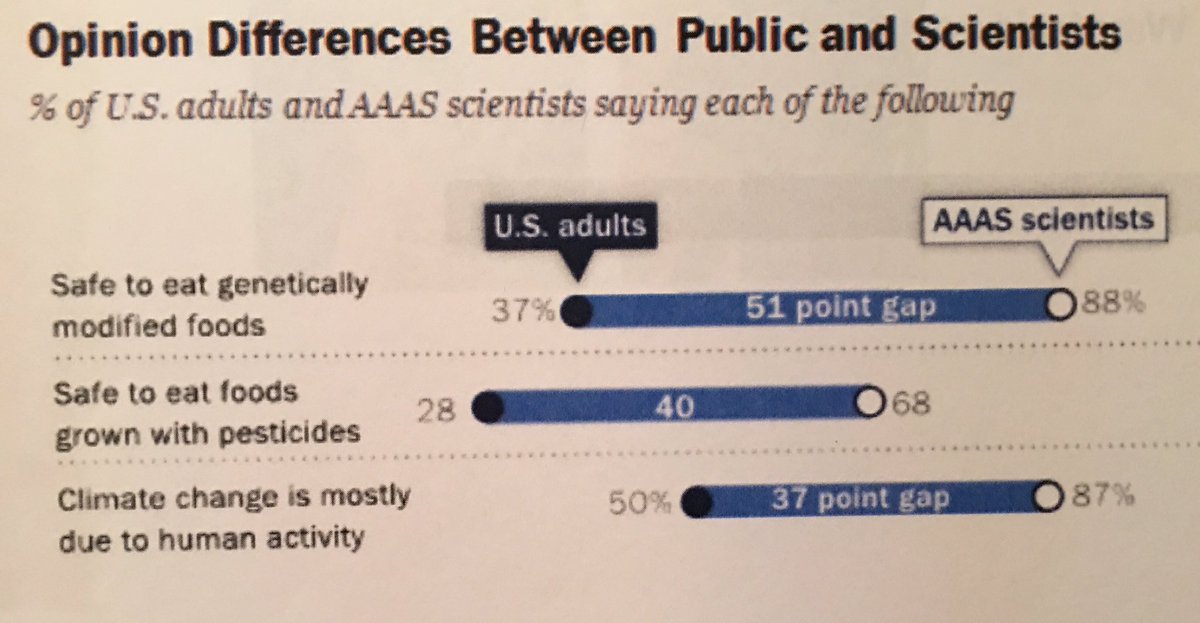 Opinion Differences Between Public and Scientists
% of U.S. adults and AAAS scientists saying each of the following
U.S. adults
AAAS scientists
Safe to eat genetically
modified foods
37%
51 point gap
88%
Safe to eat foods
grown with pesticides
28
40
68
Climate change is mostly
due to human activity
50%
37 point gap
87%